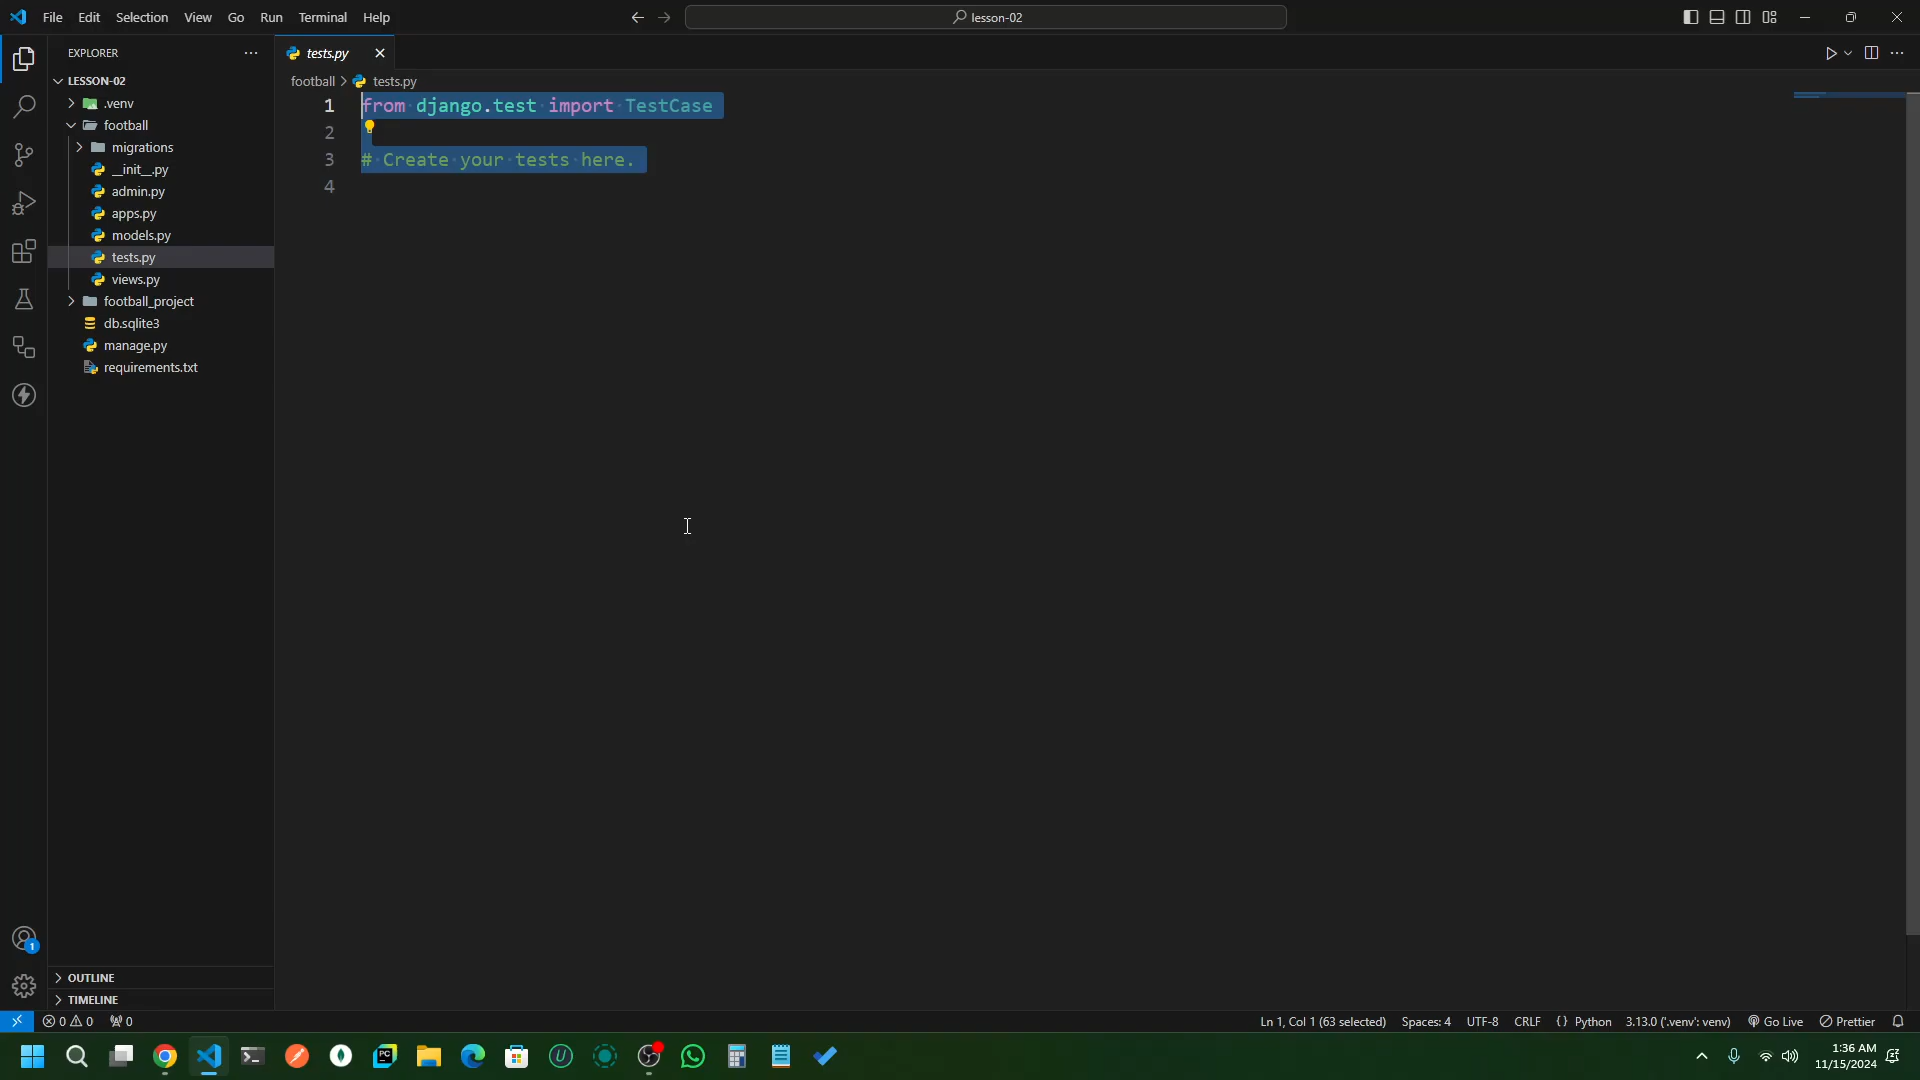 File Edit Selection View Go Run Terminal Help
lesson-02
EXPLORER
tests.py
LESSON-02
football tests.py
.venv
football
migrations
__init__.py
admin.py
apps.py
models.py
tests.py
views.py
football_project
db.sqlite3
manage.py
requirements.txt
1 from django.test import TestCase
2
3 # Create your tests here.
4
1
OUTLINE
TIMELINE
0 0 0 Ln 1, Col 1 (63 selected) Spaces: 4 UTF-8 CRLF {} Python 3.13.0 ('.venv': venv) Go Live Prettier
PC
U
1:36 AM
11/15/2024